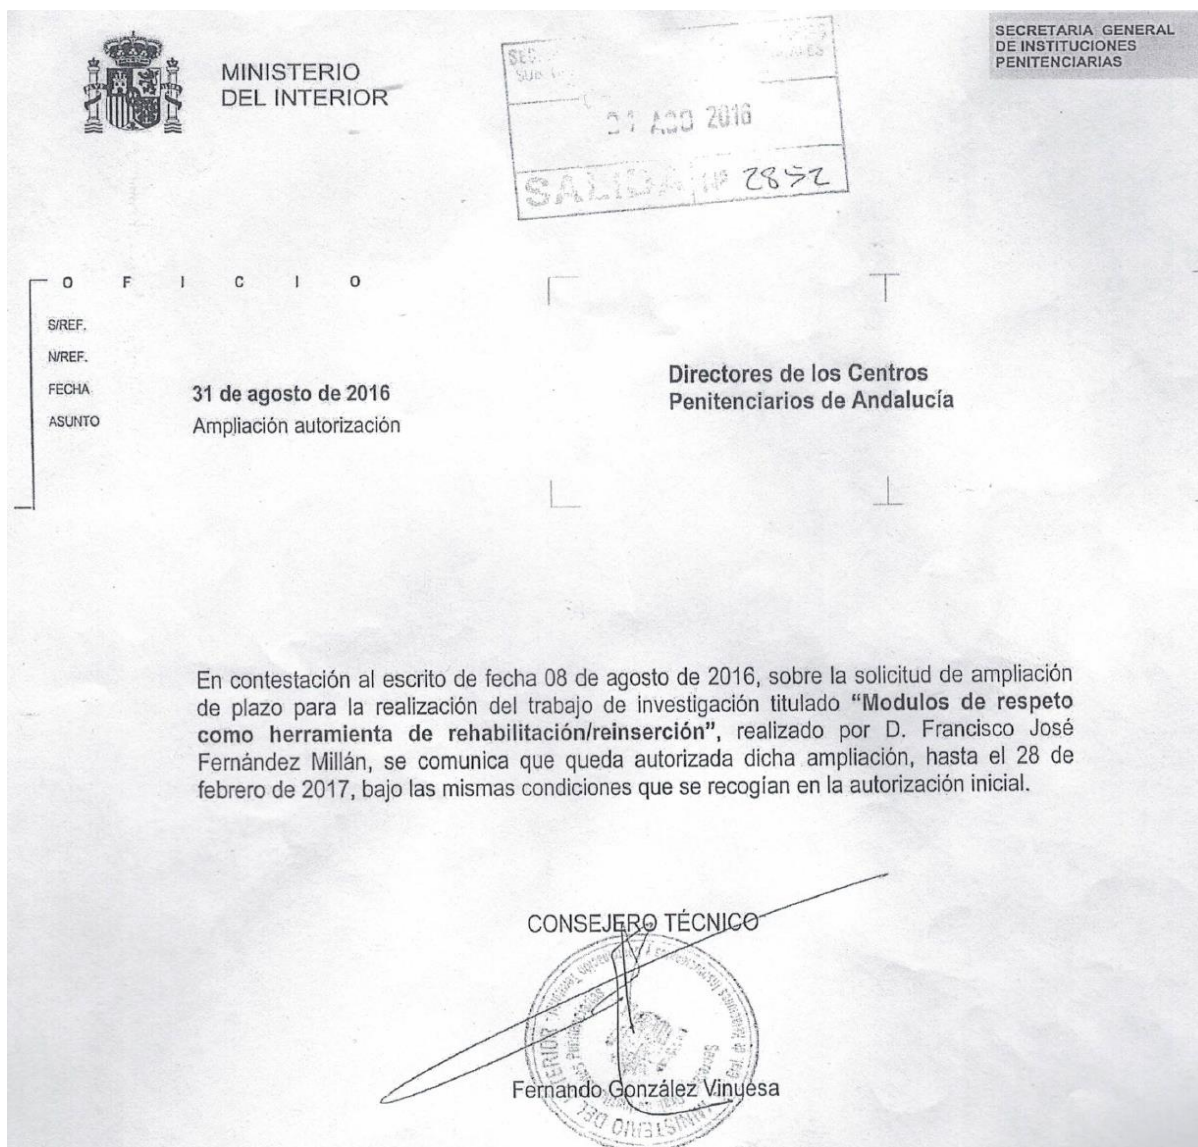 MINISTERIO
DEL INTERIOR
SECRETARIA GENERAL
DE INSTITUCIONES
PENITENCIARIAS
AGO 2016
SALIDA Nº 2852
O F I C I O
S/REF.
N/REF.
FECHA 31 de agosto de 2016
ASUNTO Ampliación autorización
Directores de los Centros
Penitenciarios de Andalucía
En contestación al escrito de fecha 08 de agosto de 2016, sobre la solicitud de ampliación
de plazo para la realización del trabajo de investigación titulado “Modulos de respeto
como herramienta de rehabilitación/reinserción”, realizado por D. Francisco José
Fernández Millán, se comunica que queda autorizada dicha ampliación, hasta el 28 de
febrero de 2017, bajo las mismas condiciones que se recogían en la autorización inicial.
CONSEJERO TÉCNICO
Fernando González Vinuesa
MINISTERIO DEL INTERIOR